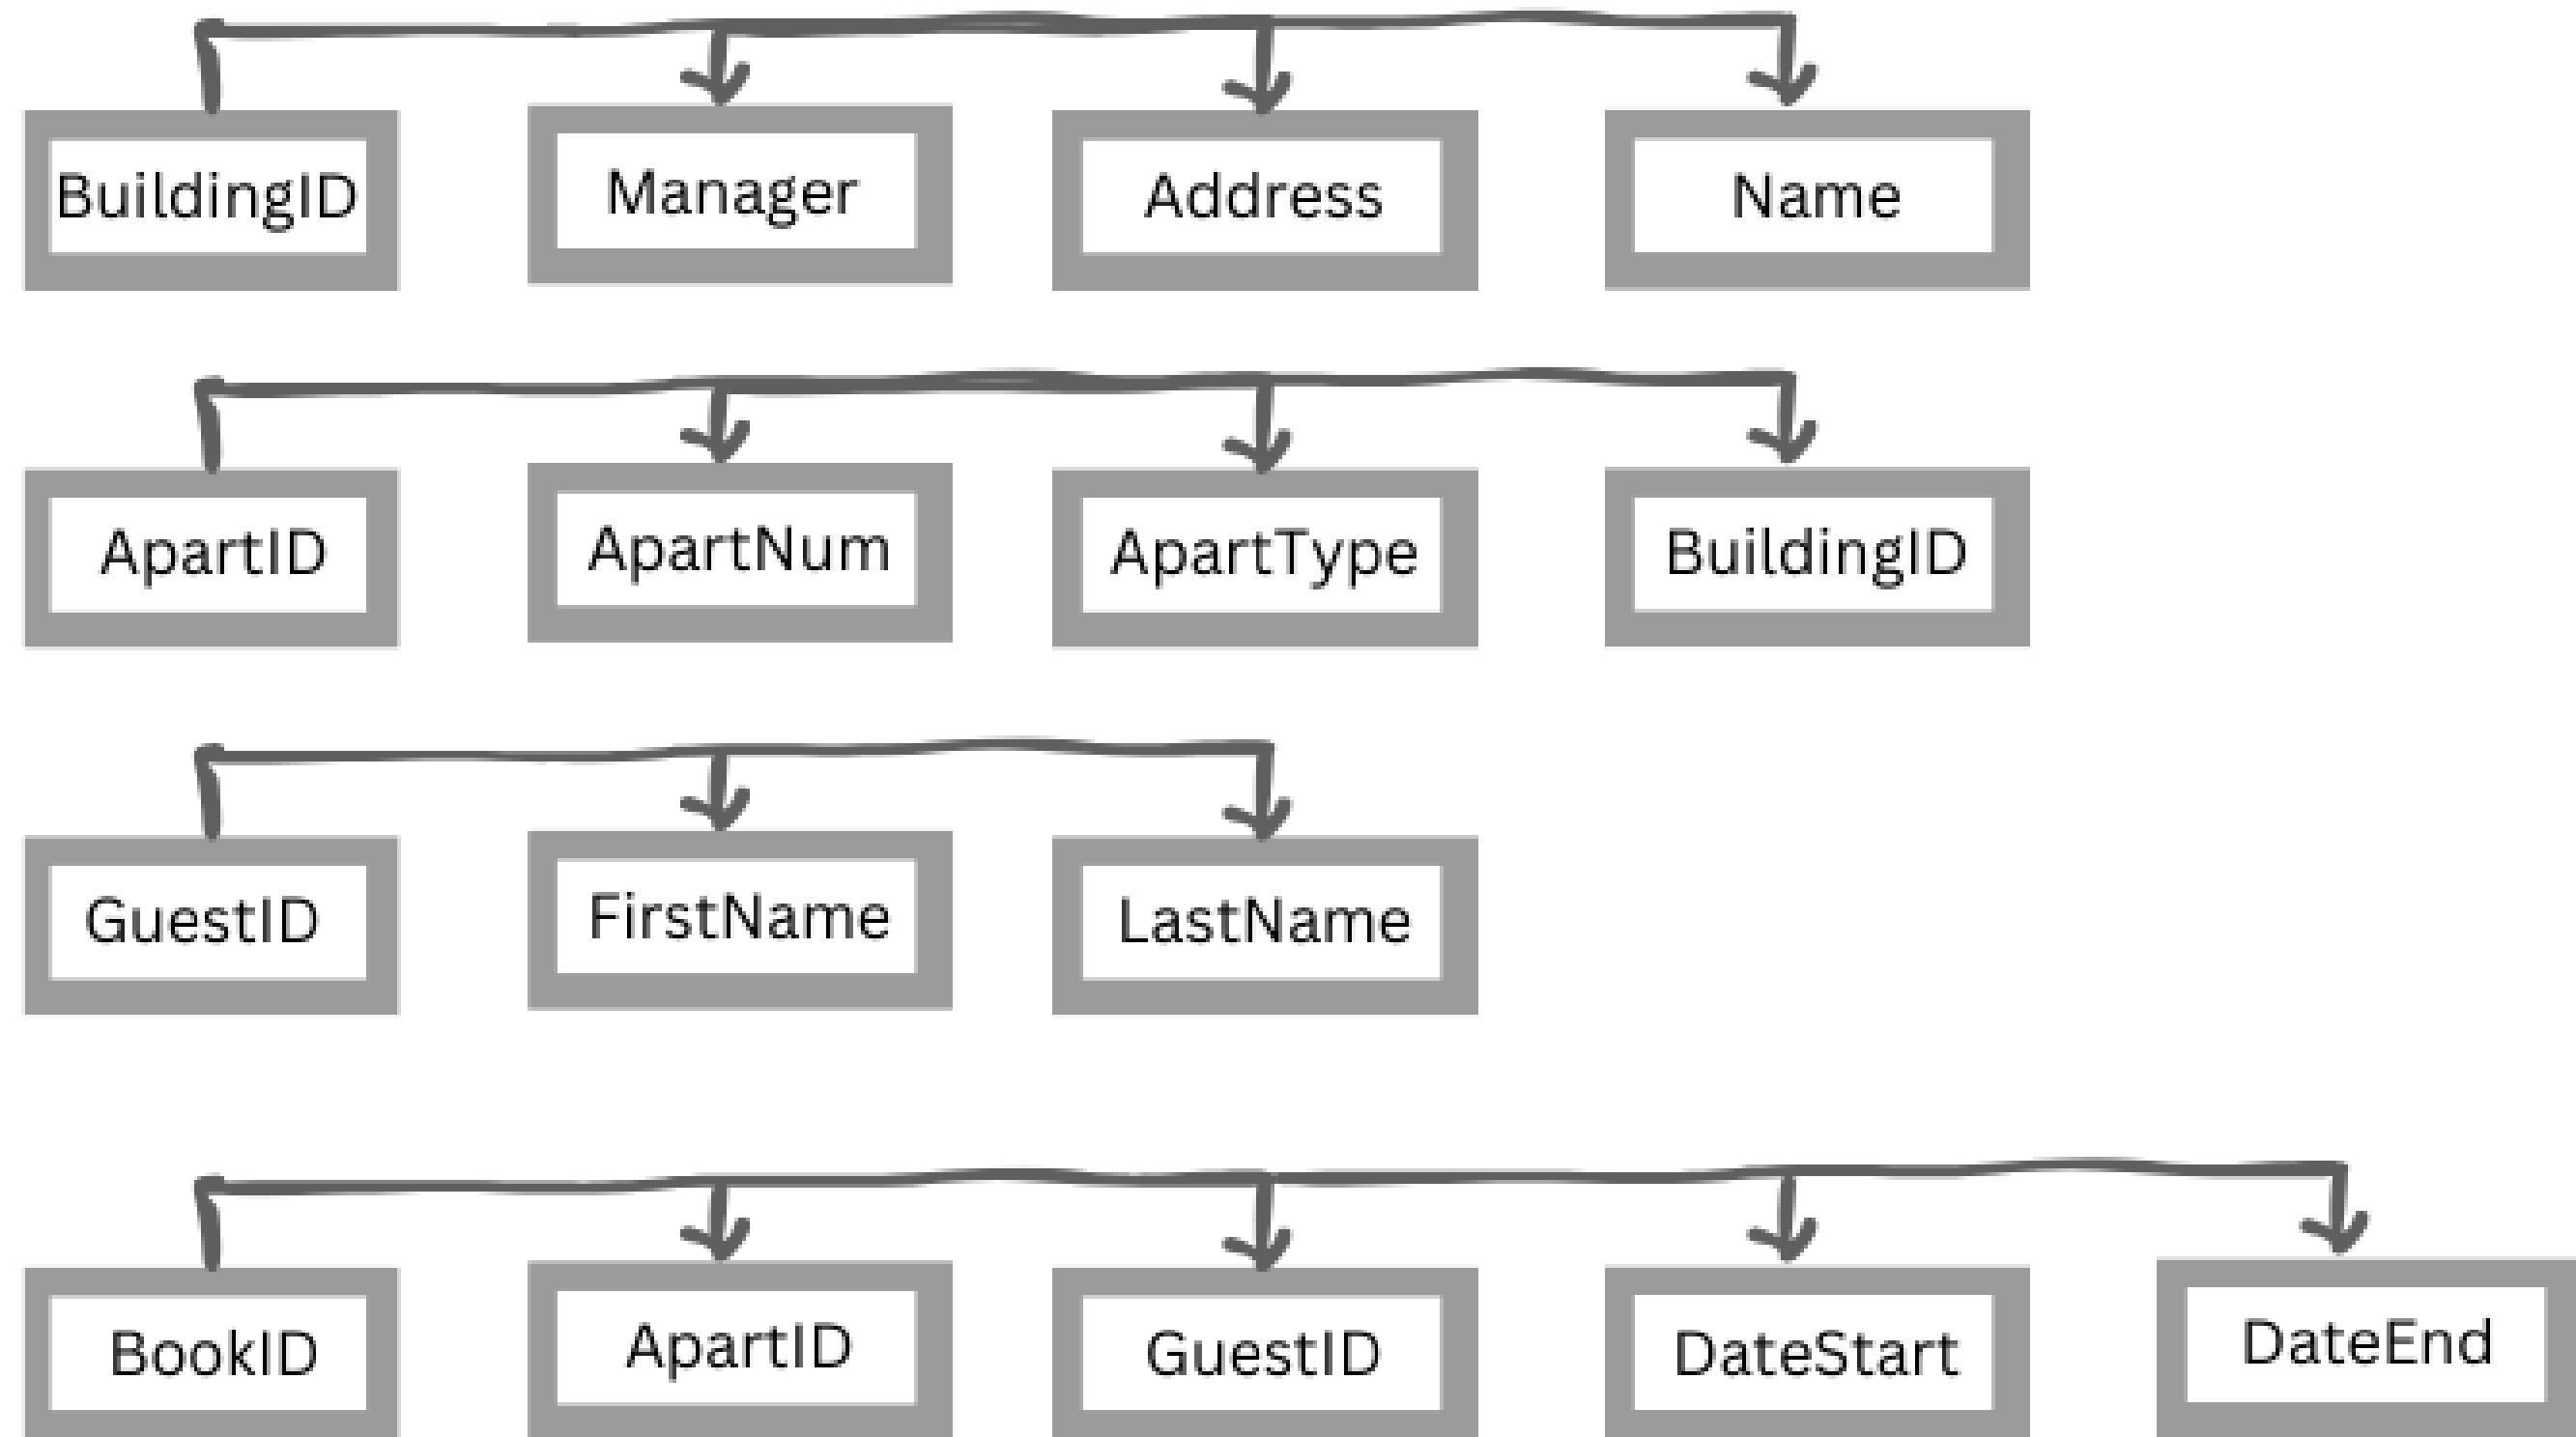 BuildingID Manager Address Name
ApartID ApartNum ApartType BuildingID
GuestID FirstName LastName
BookID ApartID GuestID DateStart DateEnd